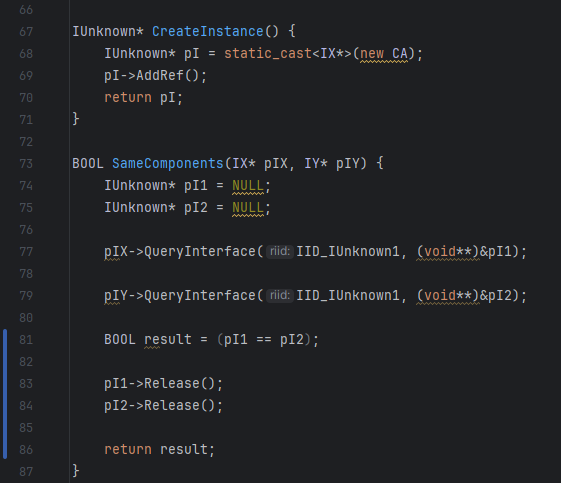 66
67 IUnknown* CreateInstance() {
68     IUnknown* pI = static_cast<IX*>(new CA);
69     pI->AddRef();
70     return pI;
71 }
72
73 BOOL SameComponents(IX* pIX, IY* pIY) {
74     IUnknown* pI1 = NULL;
75     IUnknown* pI2 = NULL;
76
77     pIX->QueryInterface( riid: IID_IUnknown1, (void**)&pI1);
78
79     pIY->QueryInterface( riid: IID_IUnknown1, (void**)&pI2);
80
81     BOOL result = (pI1 == pI2);
82
83     pI1->Release();
84     pI2->Release();
85
86     return result;
87 }